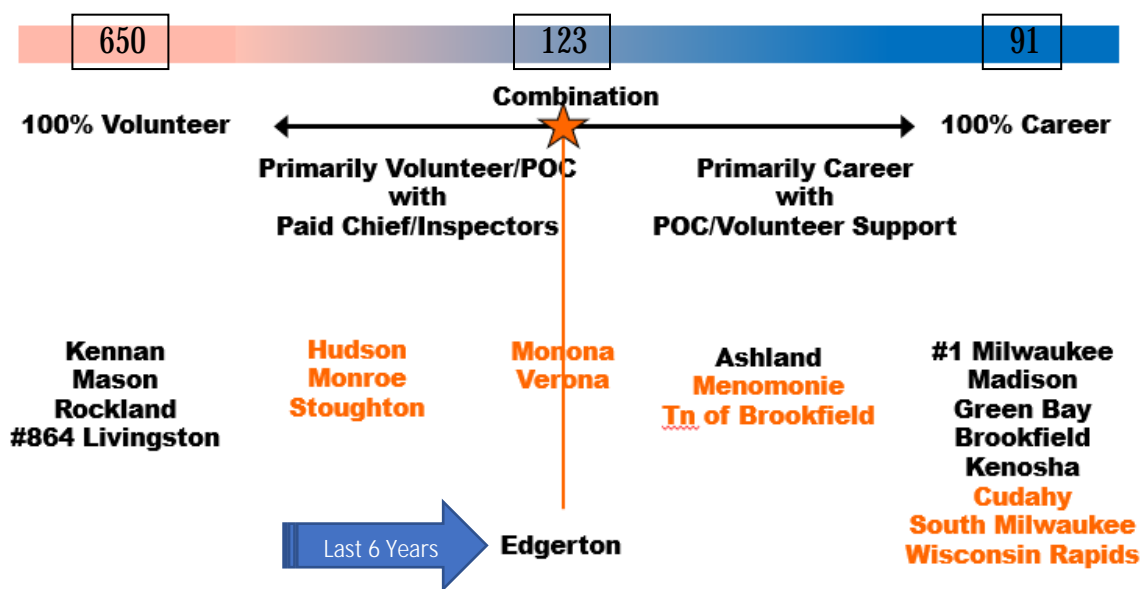 650
123
91
Combination
100% Volunteer
100% Career
Primarily Volunteer/POC
with
Paid Chief/Inspectors
Primarily Career
with
POC/Volunteer Support
Kennan
Mason
Rockland
#864 Livingston
Hudson
Monroe
Stoughton
Monona
Verona
Ashland
Menomonie
Tn of Brookfield
#1 Milwaukee
Madison
Green Bay
Brookfield
Kenosha
Cudahy
South Milwaukee
Wisconsin Rapids
Last 6 Years
Edgerton